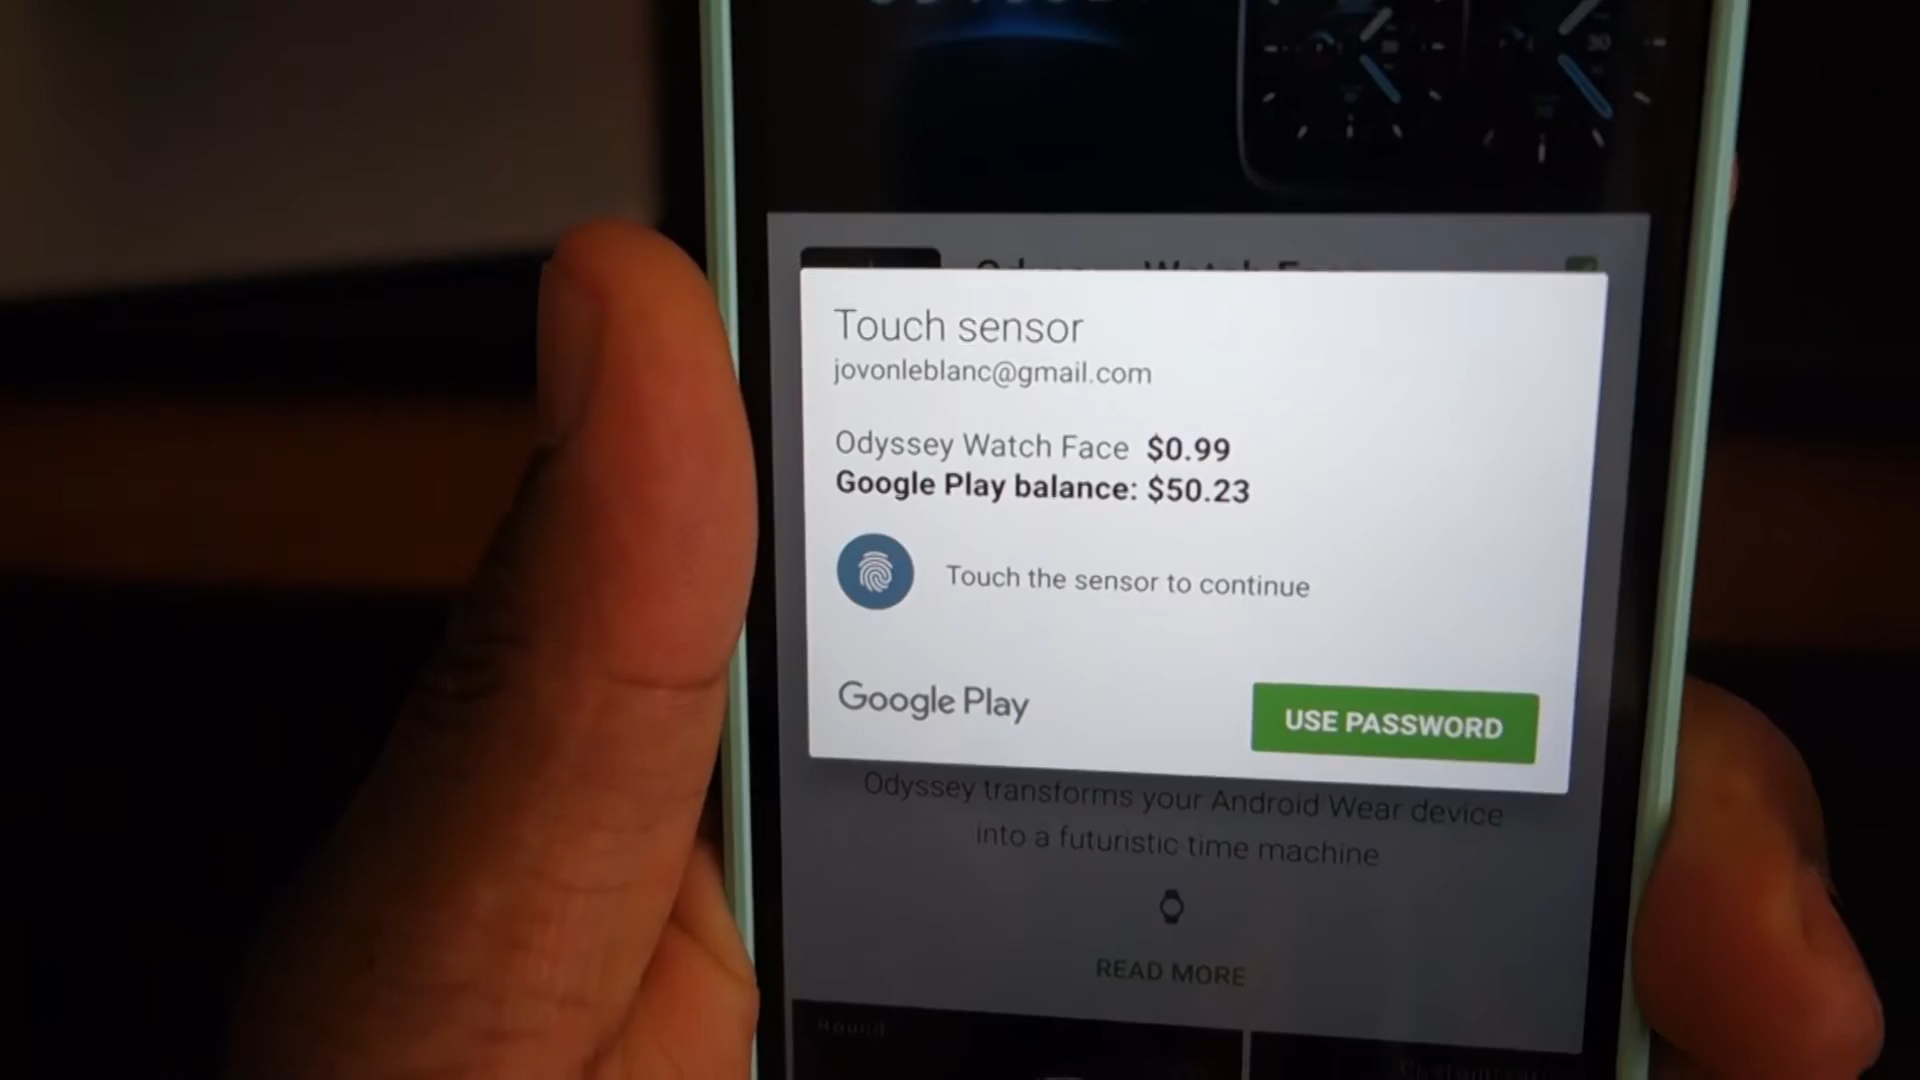 Touch sensor
jovonleblanc@gmail.com
Odyssey Watch Face $0.99
Google Play balance: $50.23
Touch the sensor to continue
Google Play
USE PASSWORD
Odyssey transforms your Android Wear device
into a futuristic time machine
READ MORE
Round